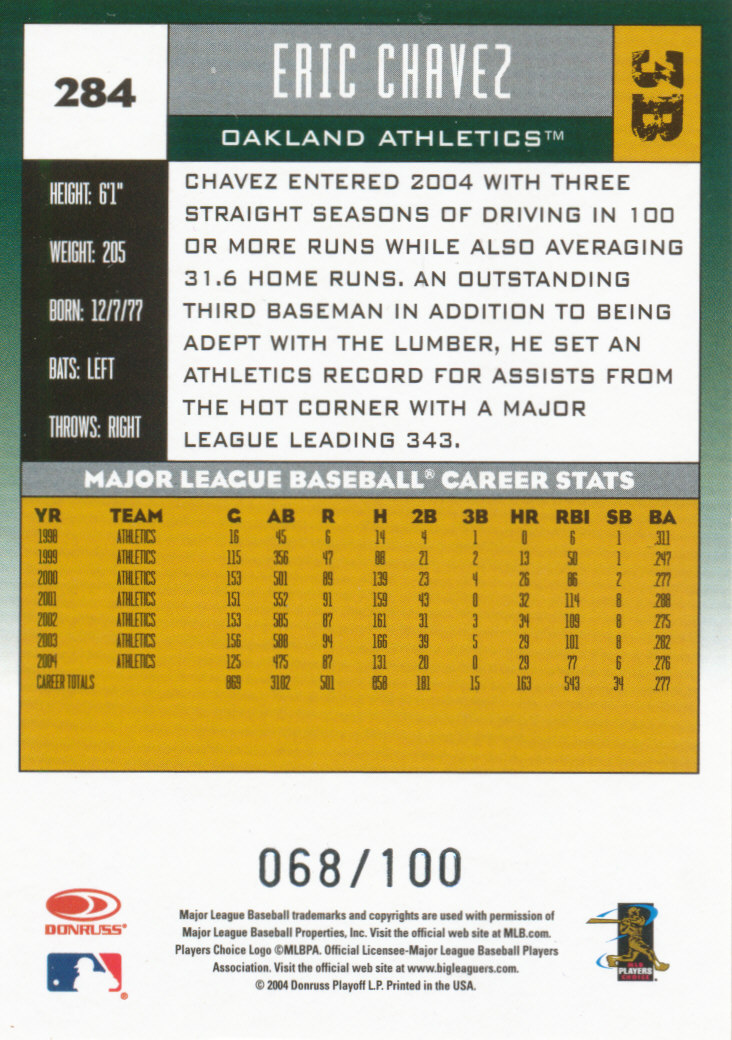 284
ERIC CHAVEZ
3B
OAKLAND ATHLETICS™
HEIGHT: 6'1"
WEIGHT: 205
BORN: 12/7/77
BATS: LEFT
THROWS: RIGHT
CHAVEZ ENTERED 2004 WITH THREE
STRAIGHT SEASONS OF DRIVING IN 100
OR MORE RUNS WHILE ALSO AVERAGING
31.6 HOME RUNS. AN OUTSTANDING
THIRD BASEMAN IN ADDITION TO BEING
ADEPT WITH THE LUMBER, HE SET AN
ATHLETICS RECORD FOR ASSISTS FROM
THE HOT CORNER WITH A MAJOR
LEAGUE LEADING 343.
MAJOR LEAGUE BASEBALL® CAREER STATS
YR TEAM G AB R H 2B 3B HR RBI SB BA
1998 ATHLETICS 16 45 6 14 4 1 0 6 1 .311
1999 ATHLETICS 115 356 47 88 21 2 13 50 1 .247
2000 ATHLETICS 153 501 89 139 23 4 26 86 2 .277
2001 ATHLETICS 151 552 91 159 43 0 32 114 8 .288
2002 ATHLETICS 153 585 87 161 31 3 34 109 8 .275
2003 ATHLETICS 156 588 94 166 39 5 29 101 8 .282
2004 ATHLETICS 125 475 87 131 20 0 29 77 6 .276
CAREER TOTALS 869 3102 501 858 181 15 163 543 34 .277
068/100
DONRUSS®
Major League Baseball trademarks and copyrights are used with permission of
Major League Baseball Properties, Inc. Visit the official web site at MLB.com.
Players Choice Logo ©MLBPA. Official Licensee-Major League Baseball Players
Association. Visit the official web site at www.bigleaguers.com.
© 2004 Donruss Playoff L.P. Printed in the USA.
MLB
PLAYERS
CHOICE